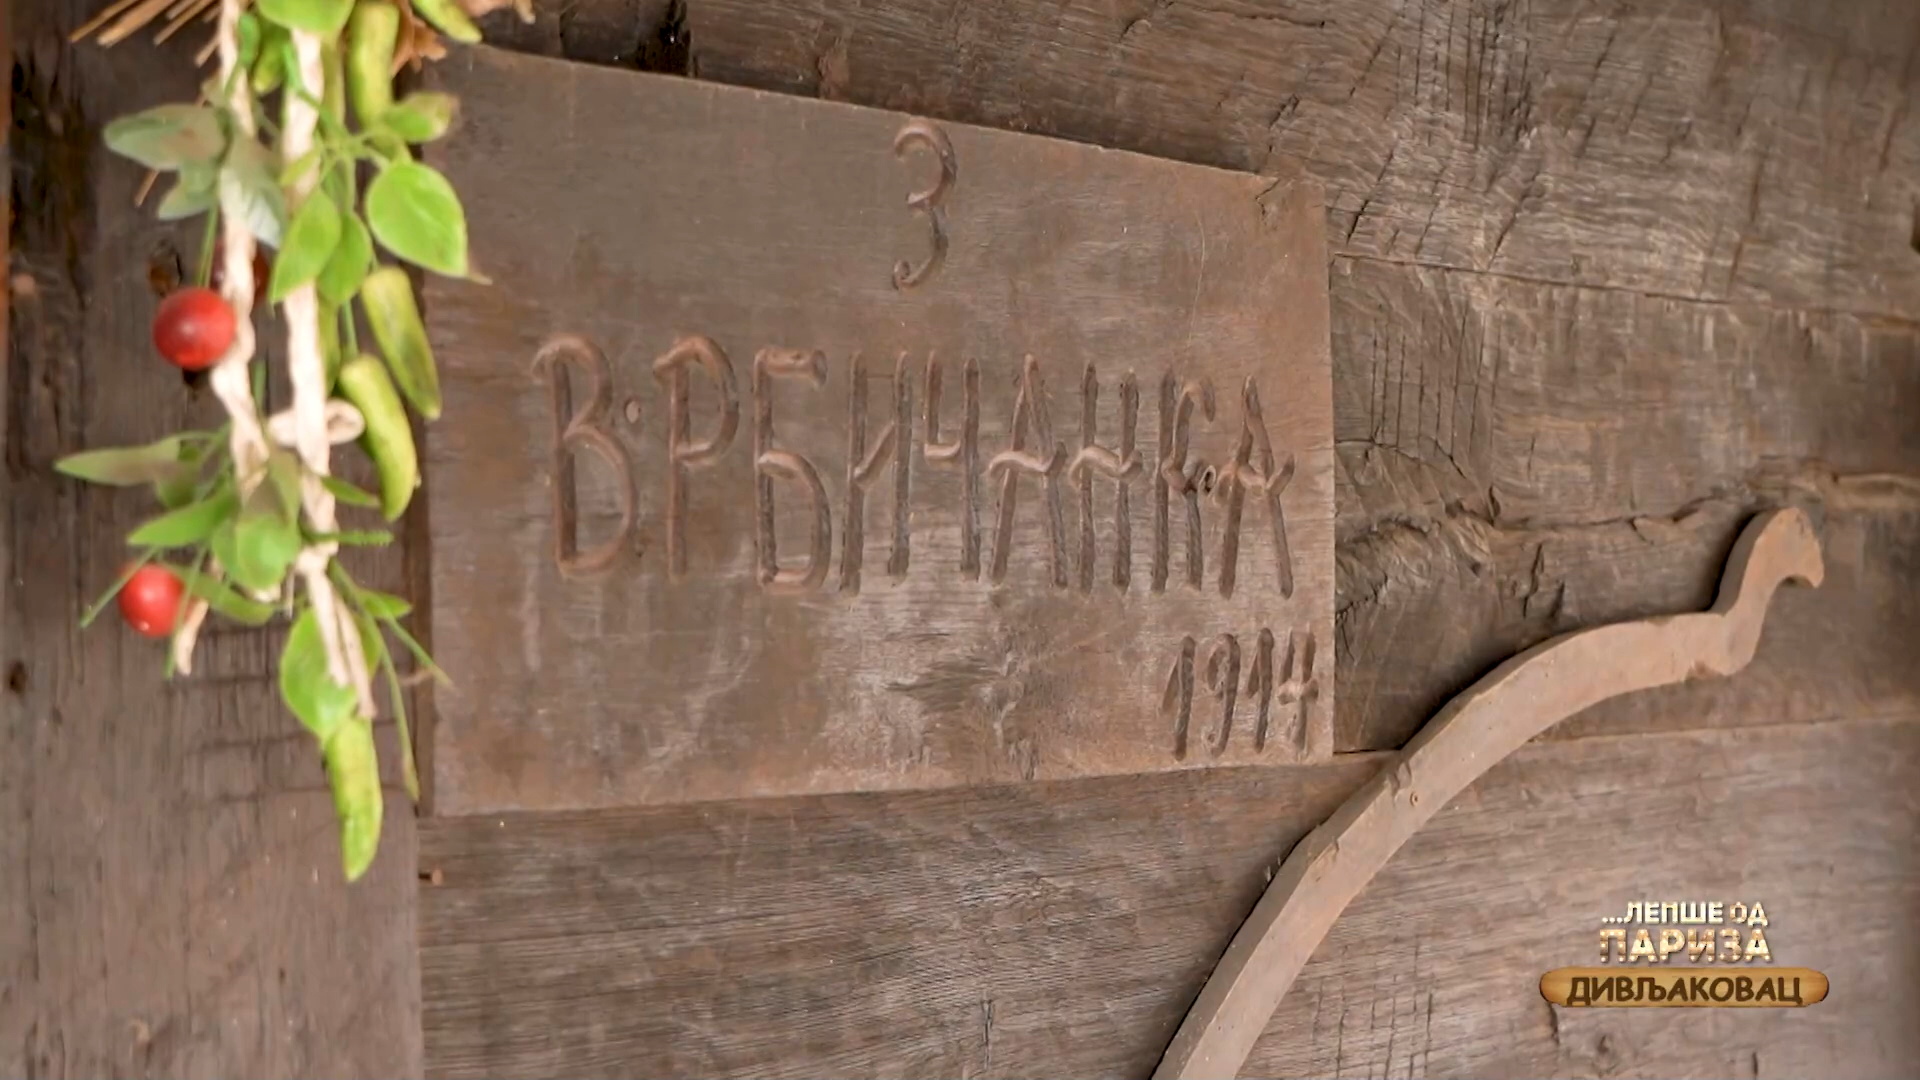 З
В. РБИЧАНКА
1914
...ЛЕПШЕ ОД
ПАРИЗА
ДИВЉАКОВАЦ